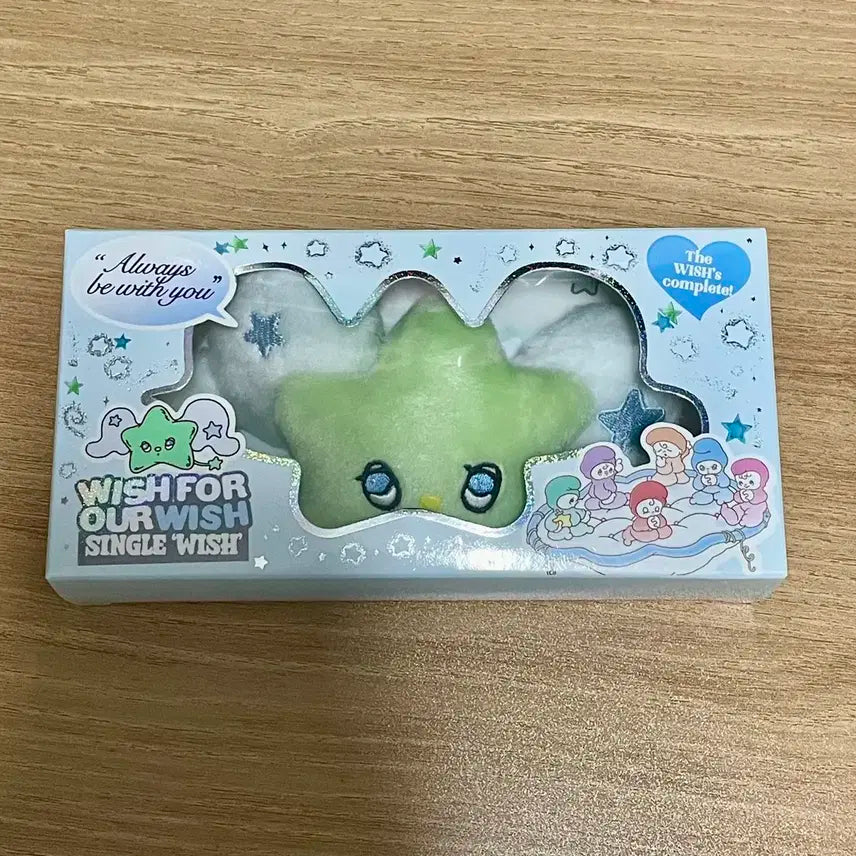 “Always
be with you”
The
WISH's
complete!
WISH FOR
OUR WISH
SINGLE 'WISH'